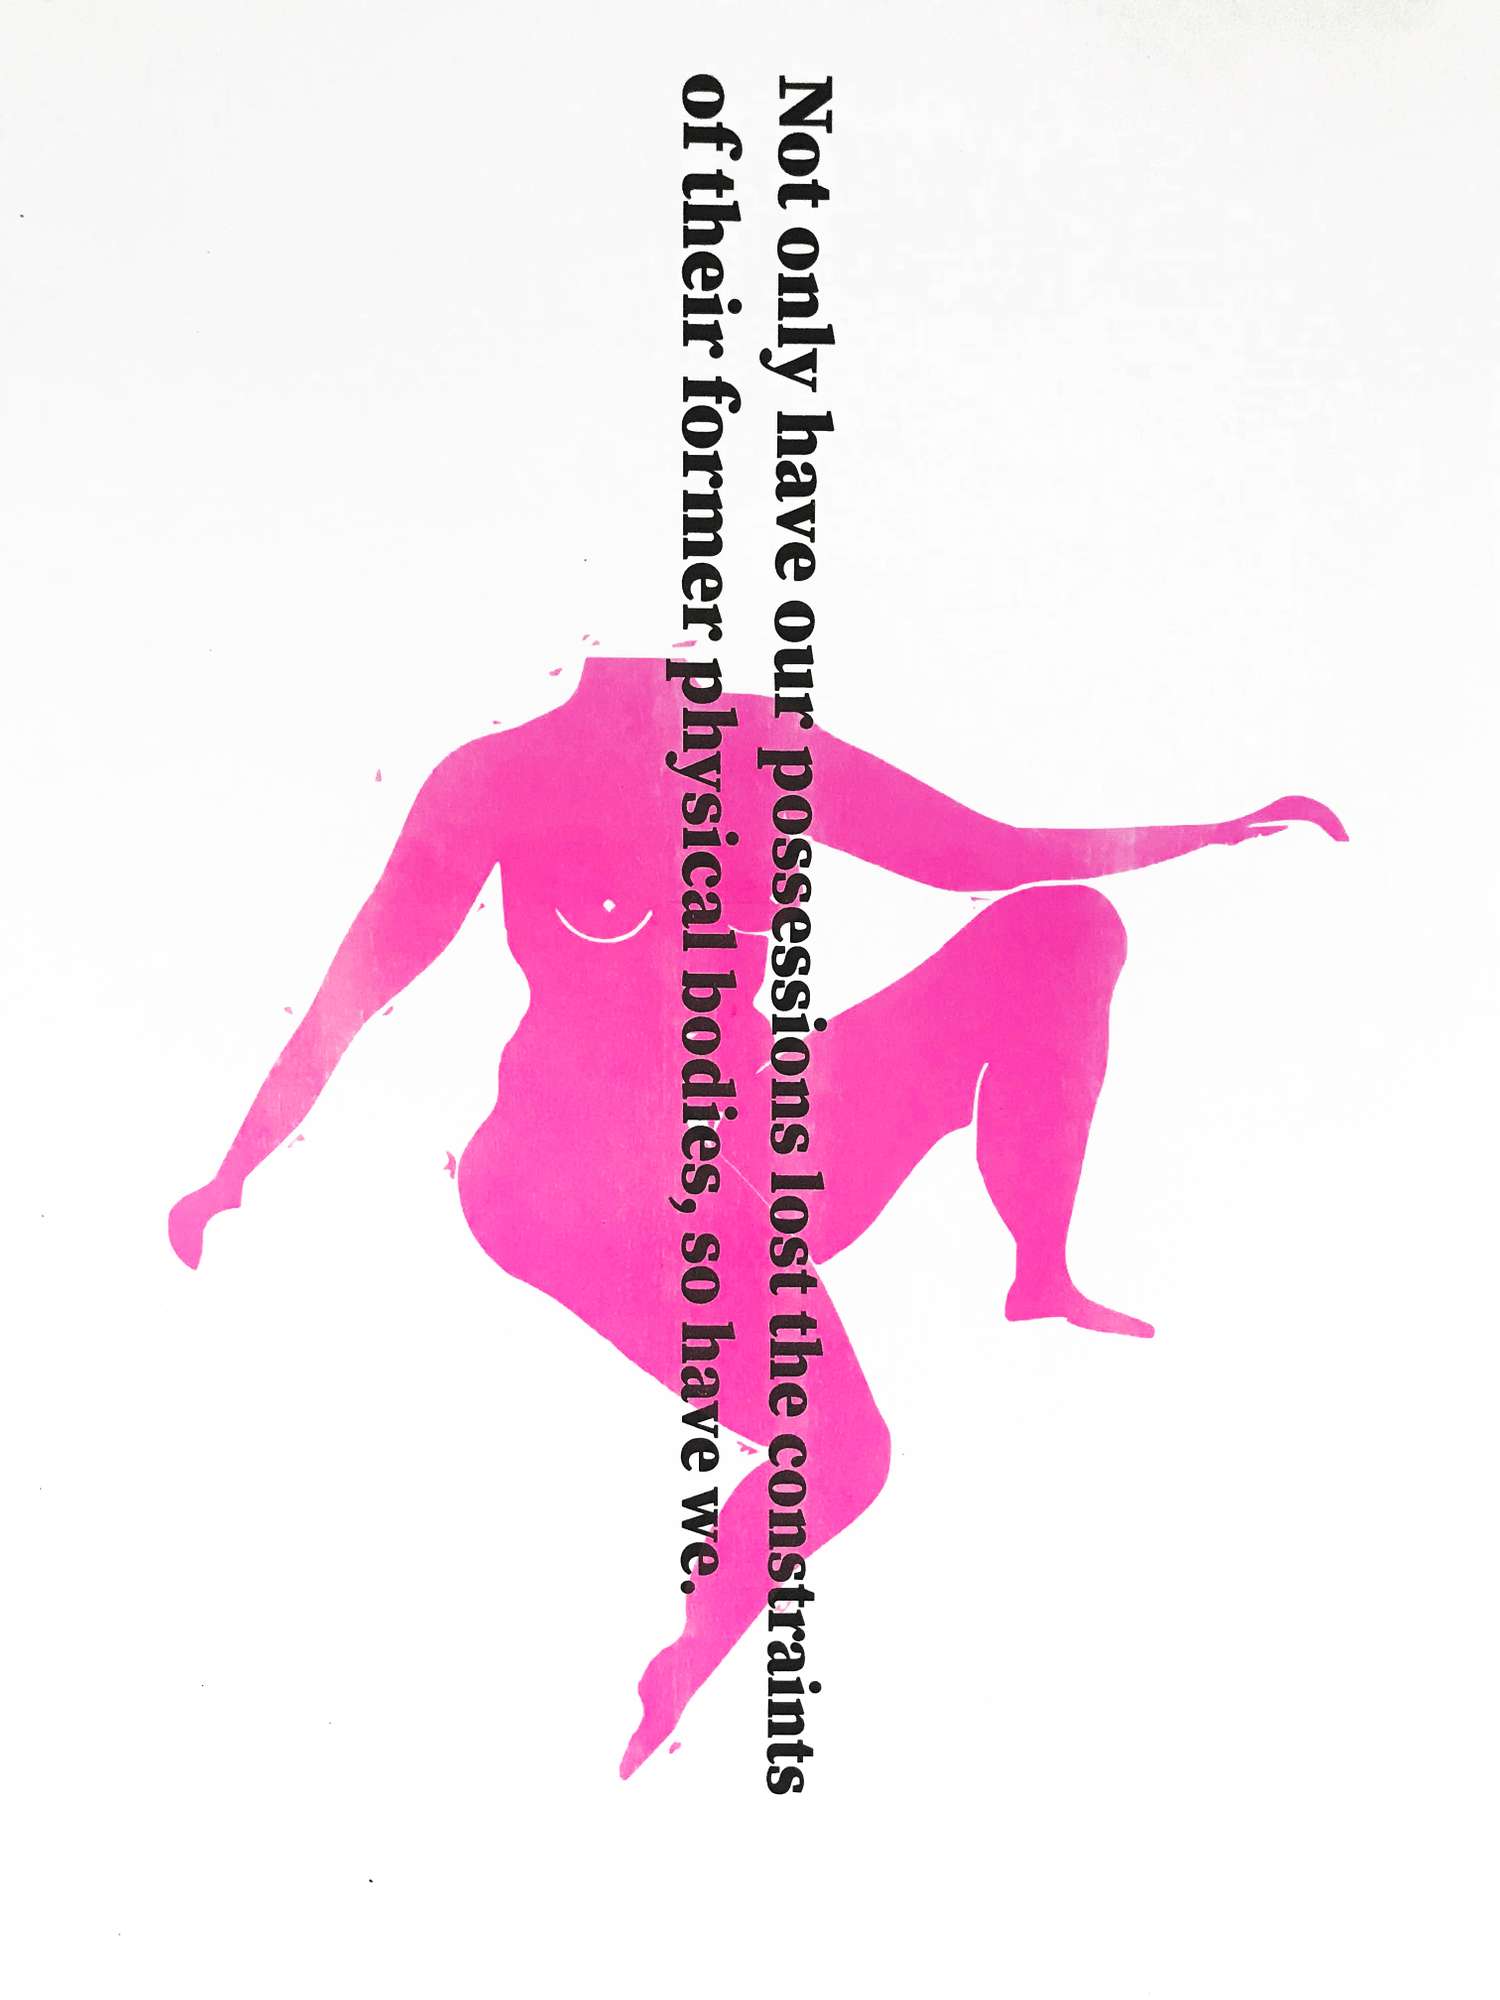 Not only have our possessions lost the constraints
of their former physical bodies, so have we.